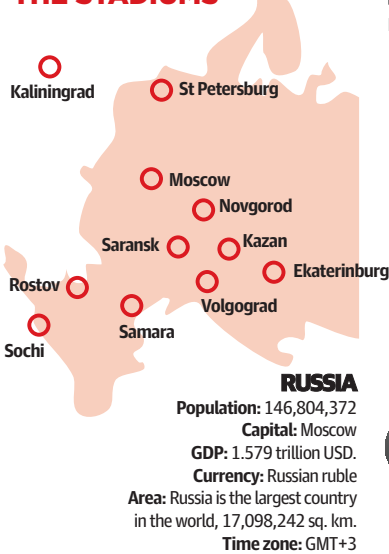 THE STADIUMS
Kaliningrad
St Petersburg
Moscow
Novgorod
Saransk
Kazan
Ekaterinburg
Rostov
Volgograd
Samara
Sochi
RUSSIA
Population: 146,804,372
Capital: Moscow
GDP: 1.579 trillion USD.
Currency: Russian ruble
Area: Russia is the largest country
in the world, 17,098,242 sq. km.
Time zone: GMT+3